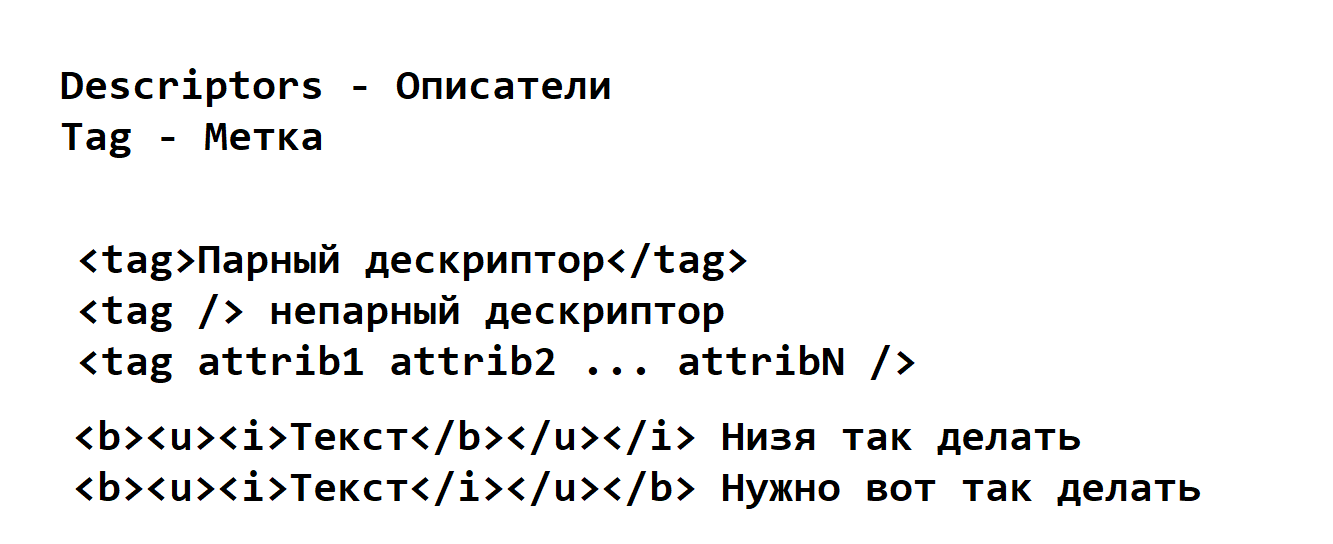 Descriptors - Описатели
Tag - Метка
<tag>Парный дескриптор</tag>
<tag /> непарный дескриптор
<tag attrib1 attrib2 ... attribN />
<b><u><i>Текст</b></u></i> Низя так делать
<b><u><i>Текст</i></u></b> Нужно вот так делать